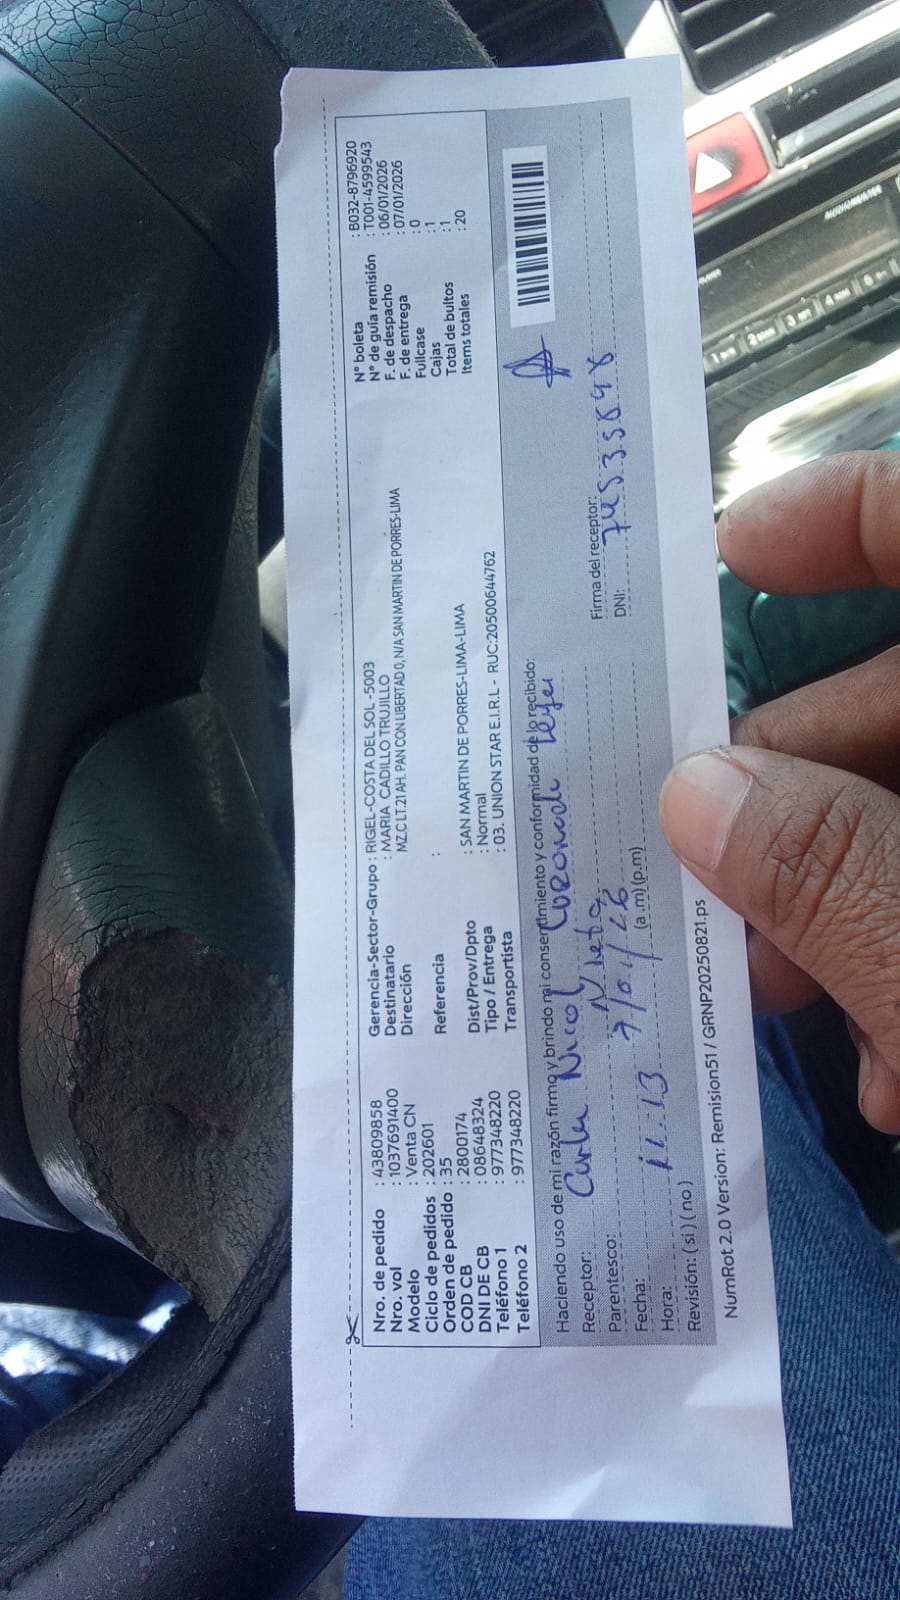 Nro. de pedido : 43809858
Nro. vol : 1037691400
Modelo : Venta CN
Ciclo de pedidos : 202601
Orden de pedido : 35
COD CB : 2800174
DNI DE CB : 08648324
Teléfono 1 : 977348220
Teléfono 2 : 977348220
Gerencia-Sector-Grupo : RIGEL-COSTA DEL SOL -5003
Destinatario : MARIA CADILLO TRUJILLO
Dirección MZ.C LT.21 AH. PAN CON LIBERTAD 0, N/A SAN MARTIN DE PORRES-LIMA
Referencia :
Dist/Prov/Dpto : SAN MARTIN DE PORRES-LIMA-LIMA
Tipo / Entrega : Normal
Transportista : 03. UNION STAR E.I.R.L - RUC:20500644762
N° boleta : B032-8796920
N° de guía remisión : T001-4599543
F. de despacho : 06/01/2026
F. de entrega : 07/01/2026
Fullcase : 0
Cajas : 1
Total de bultos : 1
Items totales : 20
Haciendo uso de mi razón firmo y brindo mi consentimiento y conformidad de lo recibido:
Receptor: Nicol
Parentesco: Nieta
Fecha: 7/01/26
Hora: 11:13 (a.m) (p.m)
Revisión: ( si ) ( no )
Firma del receptor:
DNI:
NumRot 2.0 Version: Remision51 / GRNP20250821.ps
1
2
3
4